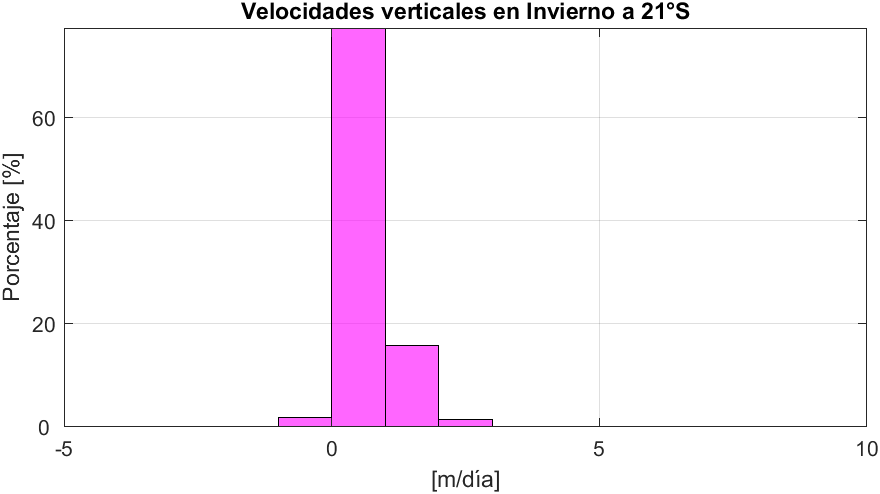 Velocidades verticales en Invierno a 21°S
Porcentaje [%]
60
40
20
0
-5 0 5 10
[m/día]